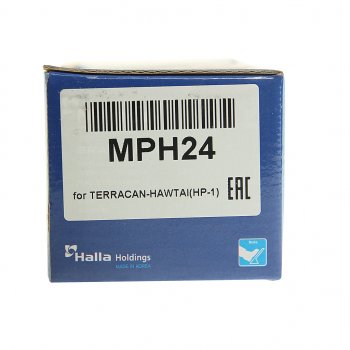 MPH24
for TERRACAN-HAWTAI(HP-1)
EAC
Halla Holdings
MADE IN KOREA